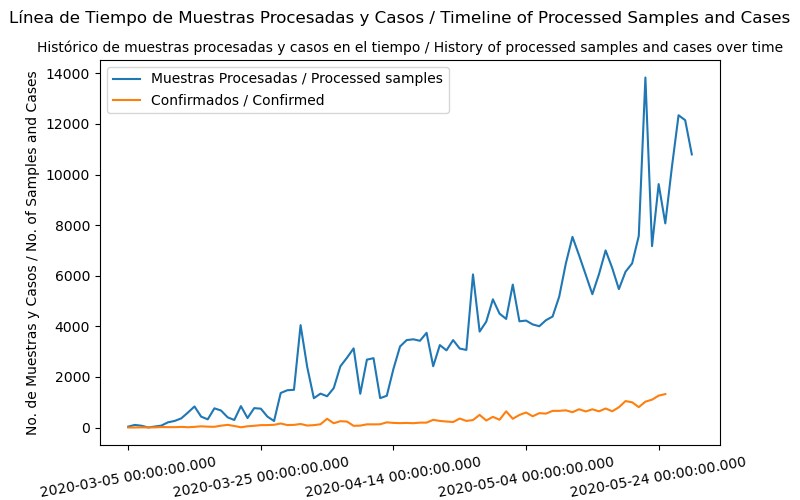 Línea de Tiempo de Muestras Procesadas y Casos / Timeline of Processed Samples and Cases
Histórico de muestras procesadas y casos en el tiempo / History of processed samples and cases over time
Muestras Procesadas / Processed samples
Confirmados / Confirmed
No. de Muestras y Casos / No. of Samples and Cases
14000
12000
10000
8000
6000
4000
2000
0
2020-03-05 00:00:00.000
2020-03-25 00:00:00.000
2020-04-14 00:00:00.000
2020-05-04 00:00:00.000
2020-05-24 00:00:00.000